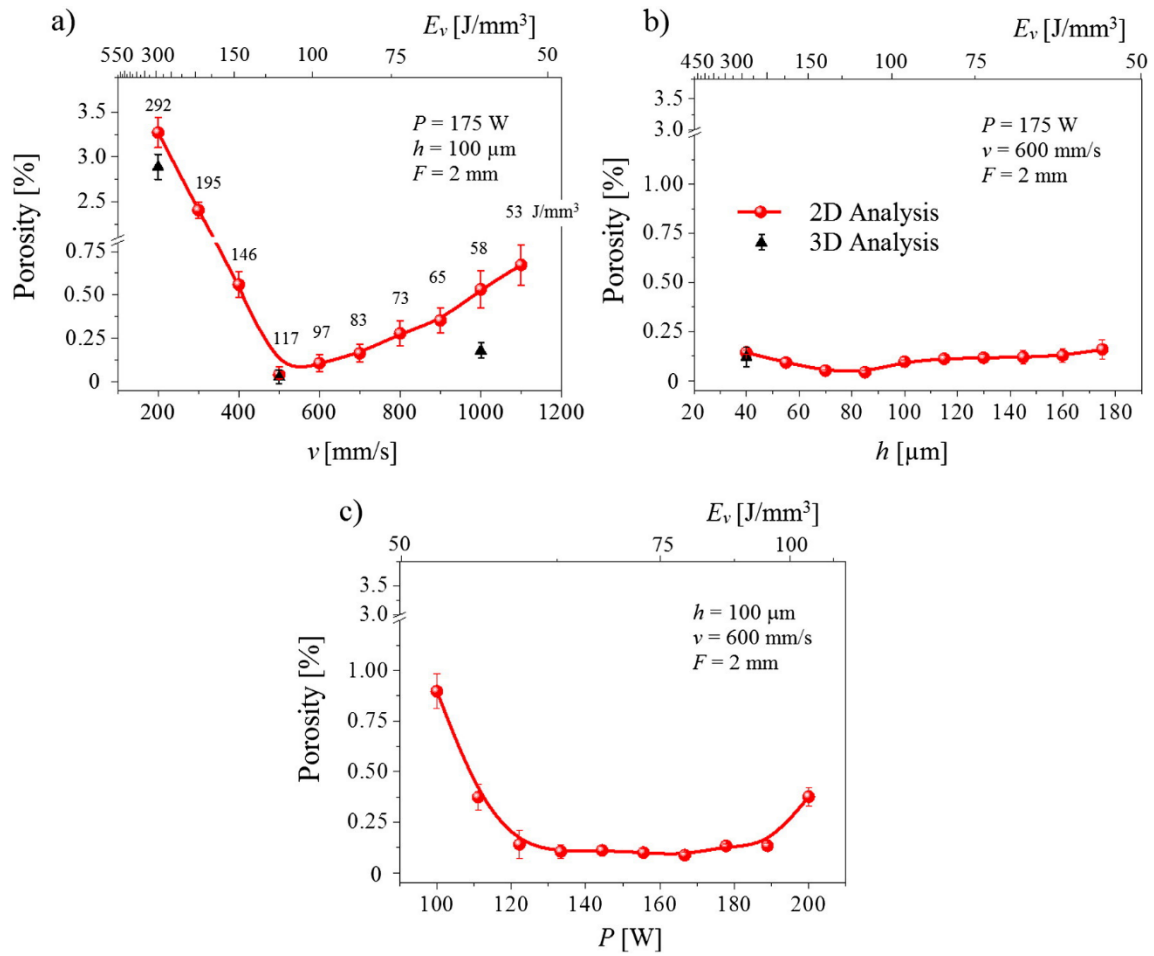 a)
E_v [J/mm³]
550 300 150 100 75 50
Porosity [%]
3.5
3.0
2.5
0.75
0.50
0.25
0
292
195
146
117
97
83
73
65
58
53 J/mm³
P = 175 W
h = 100 µm
F = 2 mm
200 400 600 800 1000 1200
v [mm/s]
b)
E_v [J/mm³]
450 300 150 100 75 50
Porosity [%]
3.5
3.0
1.00
0.75
0.50
0.25
0
P = 175 W
v = 600 mm/s
F = 2 mm
2D Analysis
3D Analysis
20 40 60 80 100 120 140 160 180
h [µm]
c)
E_v [J/mm³]
50 75 100
Porosity [%]
3.5
3.0
1.00
0.75
0.50
0.25
0
h = 100 µm
v = 600 mm/s
F = 2 mm
100 120 140 160 180 200
P [W]